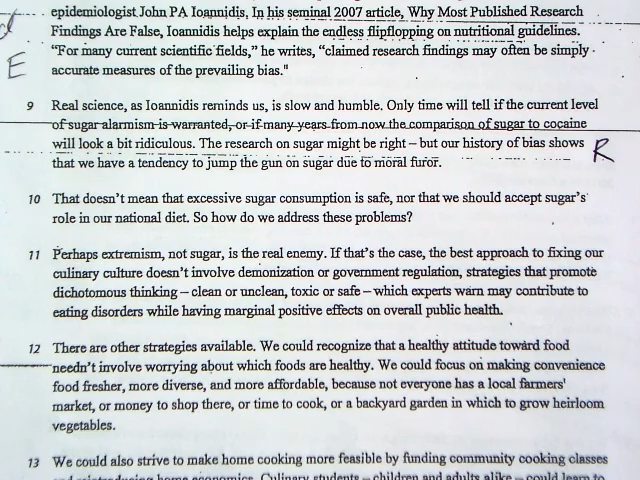 epidemiologist John PA Ioannidis. In his seminal 2007 article, Why Most Published Research
Findings Are False, Ioannidis helps explain the endless flipflopping on nutritional guidelines.
"For many current scientific fields," he writes, "claimed research findings may often be simply
E
accurate measures of the prevailing bias."
9 Real science, as Ioannidis reminds us, is slow and humble. Only time will tell if the current level
of sugar alarmism is warranted, or if many years from now the comparison of sugar to cocaine
will look a bit ridiculous. The research on sugar might be right – but our history of bias shows
R
that we have a tendency to jump the gun on sugar due to moral furor.
10 That doesn't mean that excessive sugar consumption is safe, nor that we should accept sugar's
role in our national diet. So how do we address these problems?
11 Perhaps extremism, not sugar, is the real enemy. If that's the case, the best approach to fixing our
culinary culture doesn't involve demonization or government regulation, strategies that promote
dichotomous thinking – clean or unclean, toxic or safe – which experts warn may contribute to
eating disorders while having marginal positive effects on overall public health.
12 There are other strategies available. We could recognize that a healthy attitude toward food
needn't involve worrying about which foods are healthy. We could focus on making convenience
food fresher, more diverse, and more affordable, because not everyone has a local farmers'
market, or money to shop there, or time to cook, or a backyard garden in which to grow heirloom
vegetables.
13 We could also strive to make home cooking more feasible by funding community cooking classes
and reintroducing home economics. Culinary students – children and adults alike – could learn to